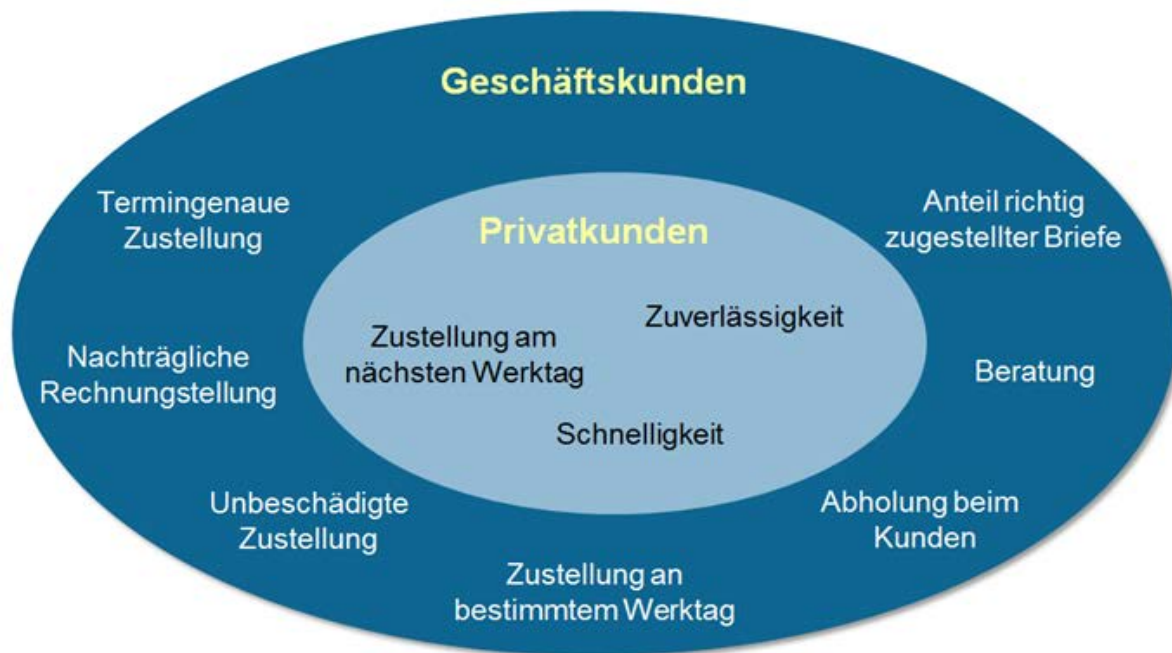 Geschäftskunden
Termingenaue
Zustellung
Anteil richtig
zugestellter Briefe
Privatkunden
Zuverlässigkeit
Zustellung am
nächsten Werktag
Nachträgliche
Rechnungstellung
Beratung
Schnelligkeit
Unbeschädigte
Zustellung
Abholung beim
Kunden
Zustellung an
bestimmtem Werktag